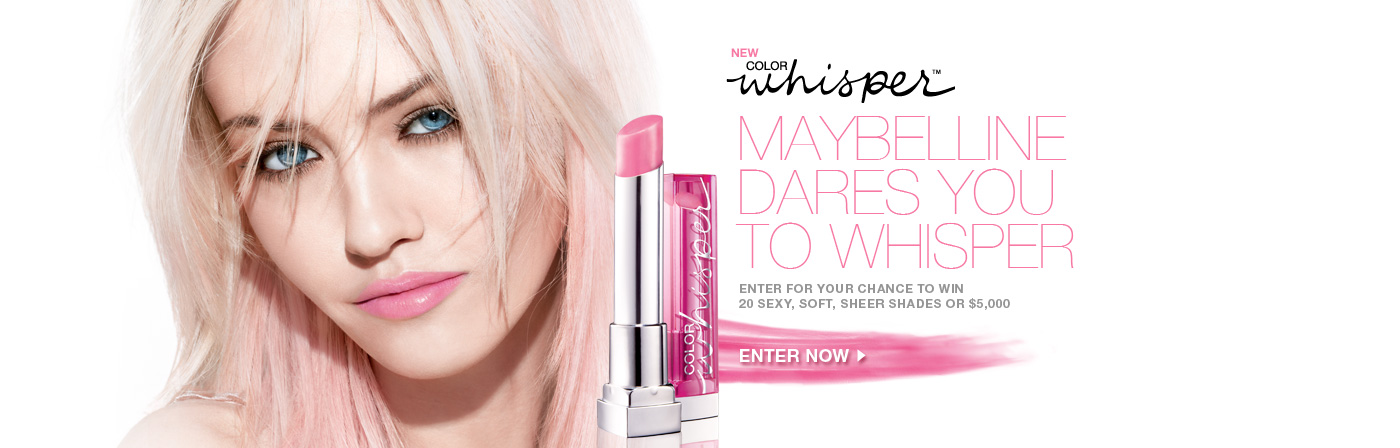 NEW
COLOR
whisper™
MAYBELLINE
DARES YOU
TO WHISPER
ENTER FOR YOUR CHANCE TO WIN
20 SEXY, SOFT, SHEER SHADES OR $5,000
ENTER NOW
COLOR whisper